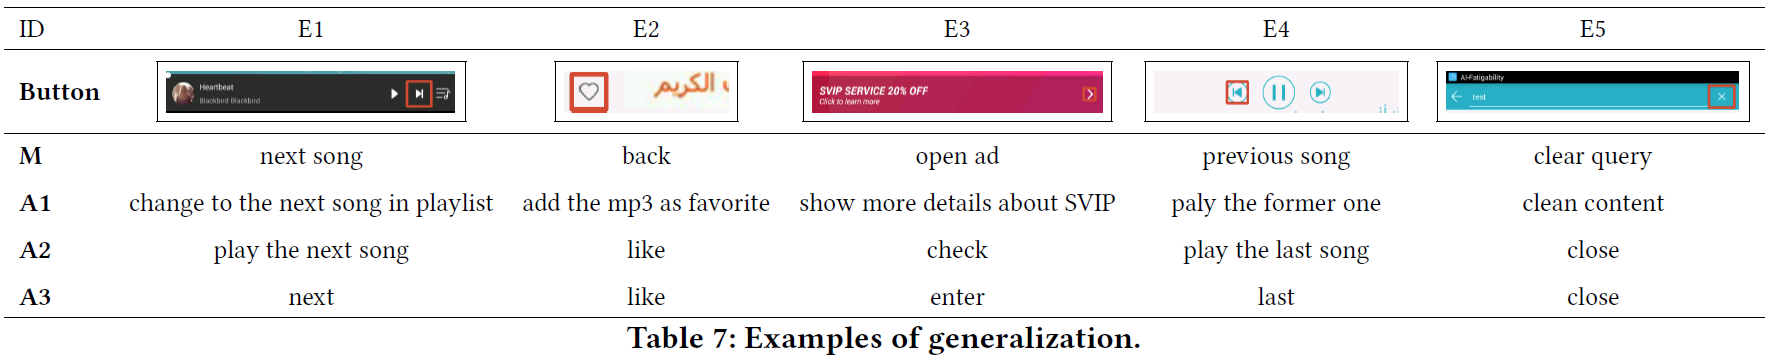 ID E1 E2 E3 E4 E5
Button
Heartbeat
Blackbird Blackbird
الكريم
SVIP SERVICE 20% OFF
Click to learn more
AI-Fatigability
test
M next song back open ad previous song clear query
A1 change to the next song in playlist add the mp3 as favorite show more details about SVIP paly the former one clean content
A2 play the next song like check play the last song close
A3 next like enter last close
Table 7: Examples of generalization.